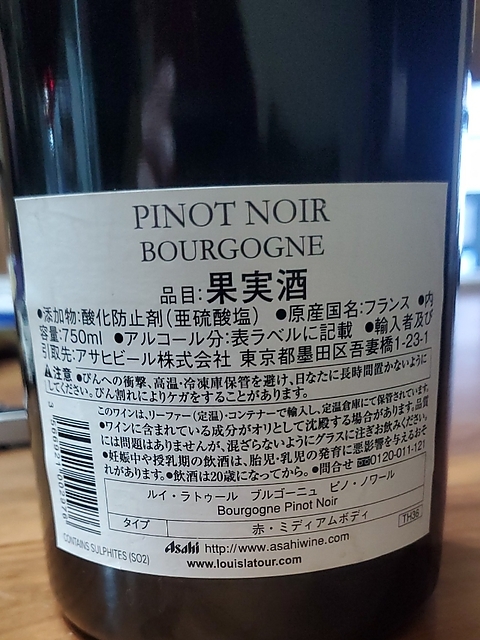 PINOT NOIR
BOURGOGNE
品目:果実酒
●添加物:酸化防止剤(亜硫酸塩) ●原産国名:フランス ●内
容量:750ml ●アルコール分:表ラベルに記載 ●輸入者及び
引取先:アサヒビール株式会社 東京都墨田区吾妻橋1-23-1
⚠注意 ●びんへの衝撃、高温・冷凍庫保管を避け、日なたに長時間置かないように
してください。びん割れによりケガをすることがあります。
このワインは、リーファー(定温)・コンテナーで輸入し、定温倉庫にて保管しています。
●ワインに含まれている成分がオリとして沈殿する場合があります。品質
には問題はありませんが、混ざらないようにグラスに注ぎお飲みください。
●妊娠中や授乳期の飲酒は、胎児・乳児の発育に悪影響を与えるおそ
れがあります。●飲酒は20歳になってから。●問合せ 0120-011-121
ルイ・ラトゥール ブルゴーニュ ピノ・ノワール
Bourgogne Pinot Noir
タイプ 赤・ミディアムボディ TH36
CONTAINS SULPHITES (SO2)
Asahi http://www.asahiwine.com
www.louislatour.com